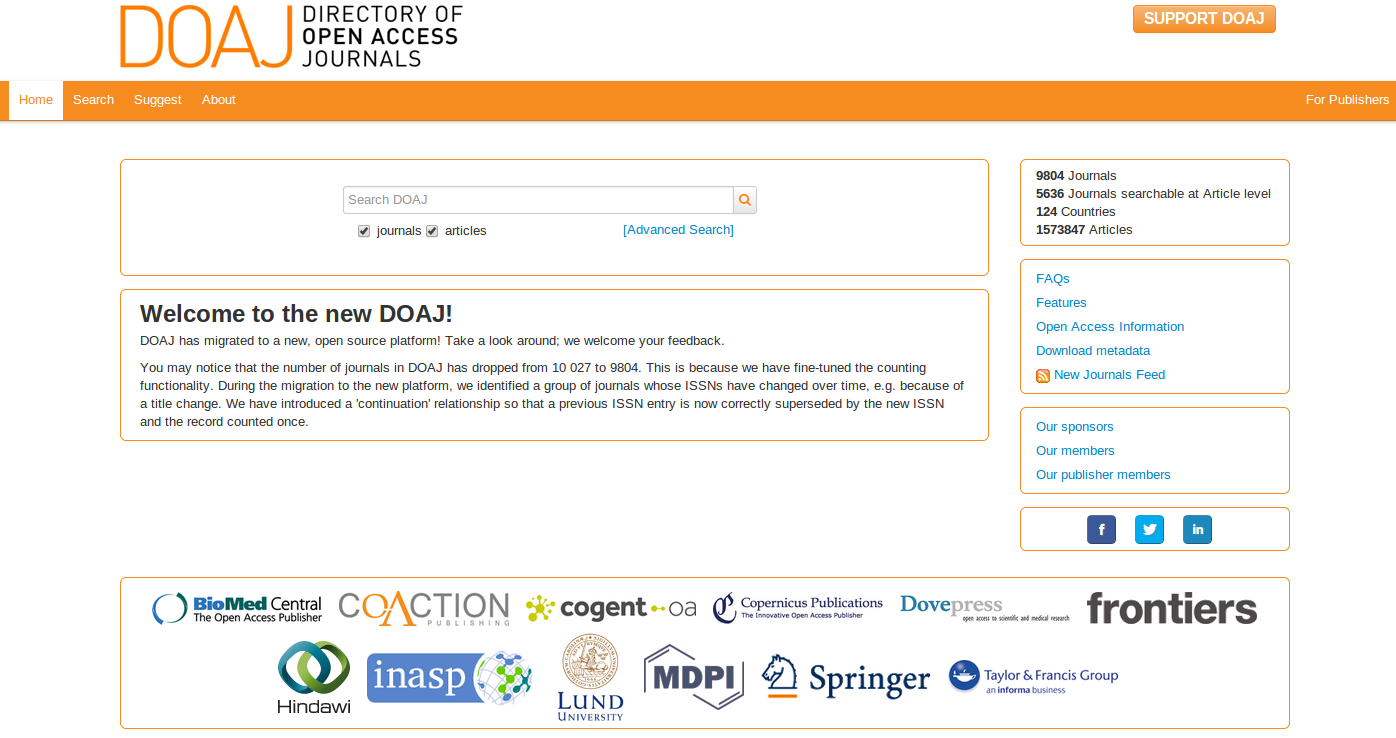 DOAJ
DIRECTORY OF
OPEN ACCESS
JOURNALS
SUPPORT DOAJ
Home Search Suggest About For Publishers
Search DOAJ
journals articles [Advanced Search]
9804 Journals
5636 Journals searchable at Article level
124 Countries
1573847 Articles
Welcome to the new DOAJ!
DOAJ has migrated to a new, open source platform! Take a look around; we welcome your feedback.
You may notice that the number of journals in DOAJ has dropped from 10 027 to 9804. This is because we have fine-tuned the counting
functionality. During the migration to the new platform, we identified a group of journals whose ISSNs have changed over time, e.g. because of
a title change. We have introduced a 'continuation' relationship so that a previous ISSN entry is now correctly superseded by the new ISSN
and the record counted once.
FAQs
Features
Open Access Information
Download metadata
New Journals Feed
Our sponsors
Our members
Our publisher members
f
in
BioMed Central
The Open Access Publisher
COACTION
PUBLISHING
cogent oa
Copernicus Publications
The Innovative Open Access Publisher
Dovepress
open access to scientific and medical research
frontiers
Hindawi
inasp
LUND
UNIVERSITY
MDPI
Springer
Taylor & Francis Group
an informa business